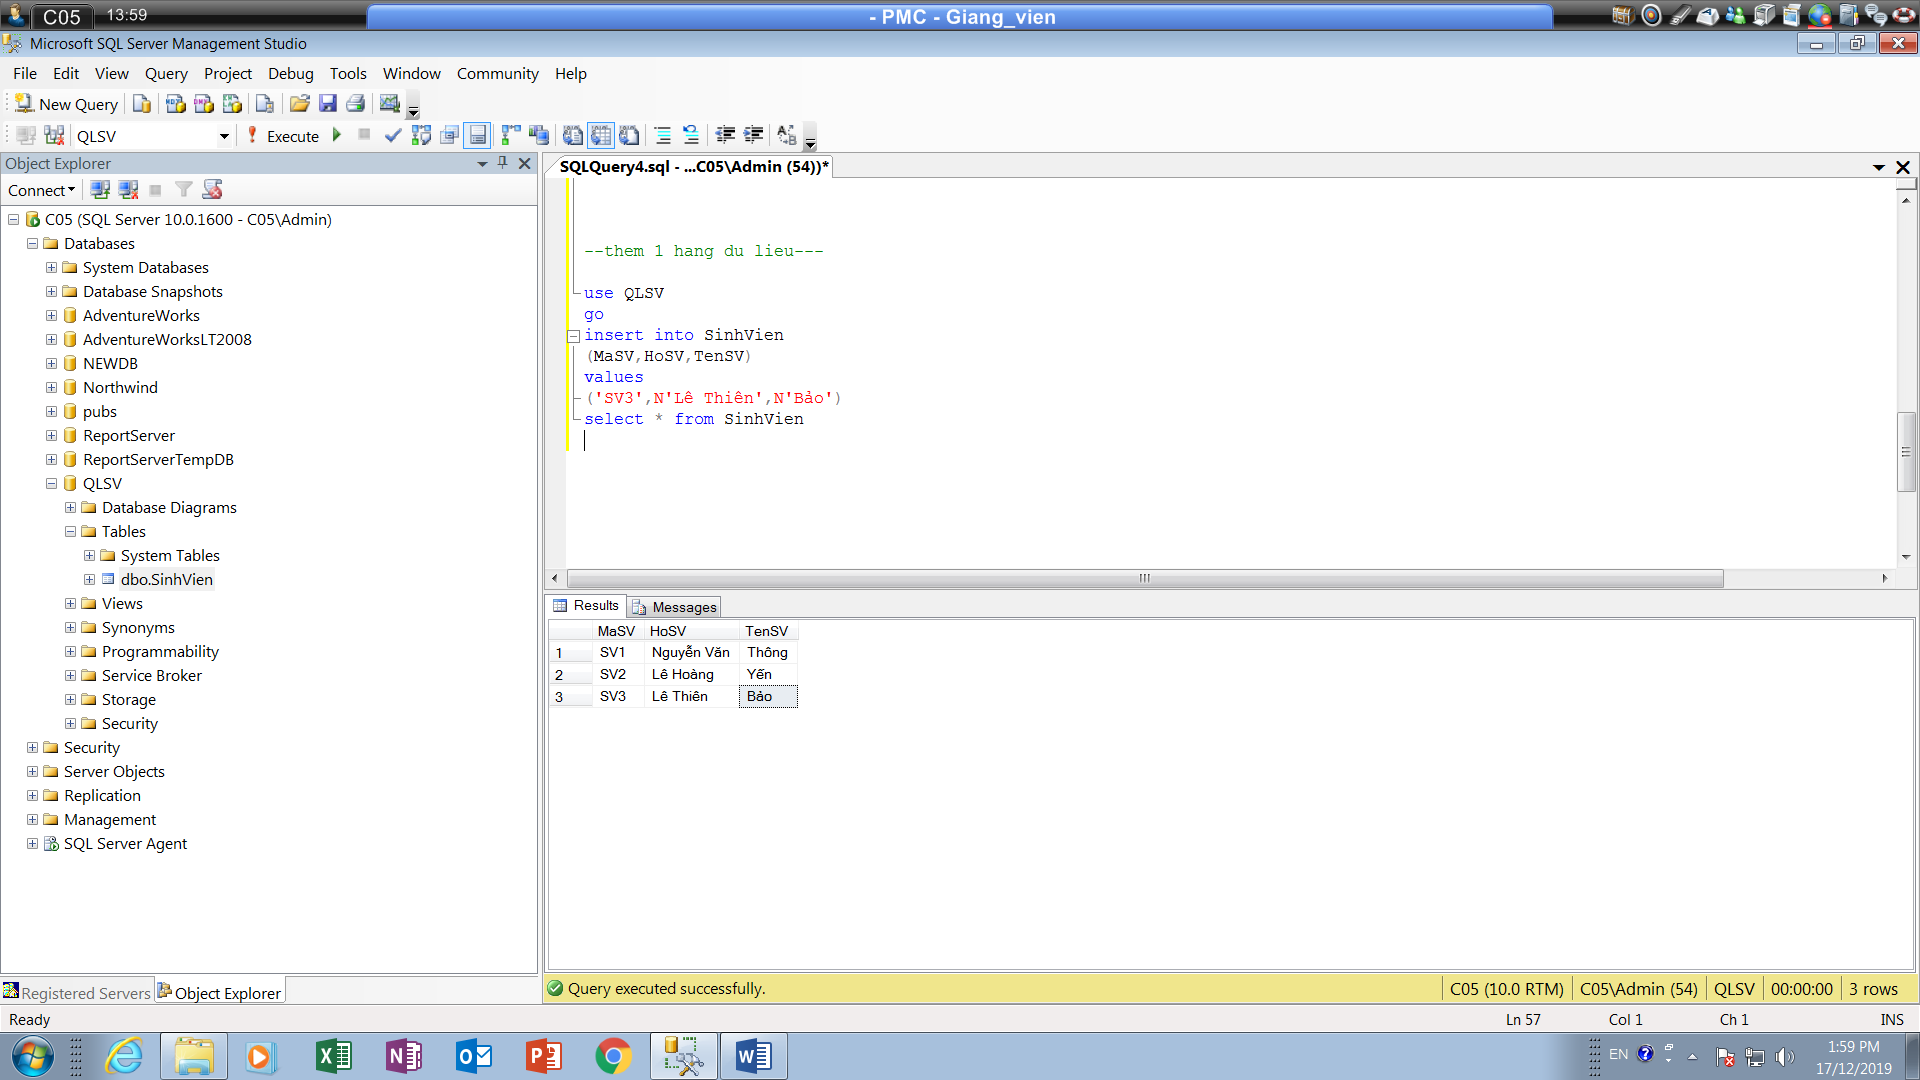 C05
13:59
- PMC - Giang_vien
Microsoft SQL Server Management Studio
File Edit View Query Project Debug Tools Window Community Help
New Query
QLSV
Execute
Object Explorer
Connect
C05 (SQL Server 10.0.1600 - C05\Admin)
Databases
System Databases
Database Snapshots
AdventureWorks
AdventureWorksLT2008
NEWDB
Northwind
pubs
ReportServer
ReportServerTempDB
QLSV
Database Diagrams
Tables
System Tables
dbo.SinhVien
Views
Synonyms
Programmability
Service Broker
Storage
Security
Security
Server Objects
Replication
Management
SQL Server Agent
Registered Servers
Object Explorer
SQLQuery4.sql - ...C05\Admin (54))*
--them 1 hang du lieu---
use QLSV
go
insert into SinhVien
(MaSV,HoSV,TenSV)
values
('SV3',N'Lê Thiên',N'Bảo')
select * from SinhVien
Results
Messages
MaSV HoSV TenSV
1 SV1 Nguyễn Văn Thông
2 SV2 Lê Hoàng Yến
3 SV3 Lê Thiên Bảo
Query executed successfully.
C05 (10.0 RTM)
C05\Admin (54)
QLSV
00:00:00
3 rows
Ready
Ln 57
Col 1
Ch 1
INS
EN
1:59 PM
17/12/2019